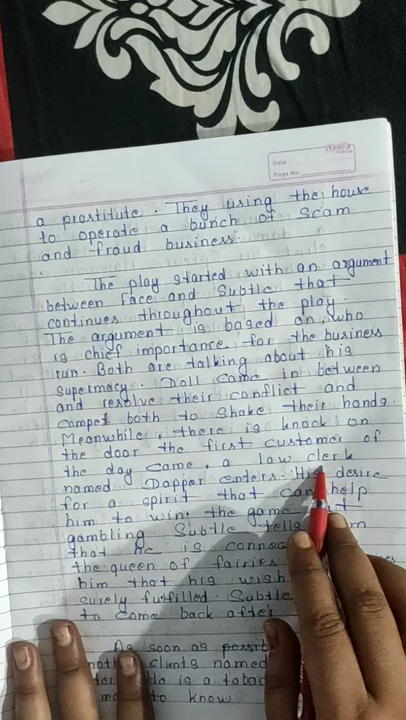 Date
Page No.
a prostitute. They using the house
to operate a bunch of Scam
and fraud business.
The play started with an argument
between Face and Subtle that
continues throughout the play.
The argument is based on who
is chief importance for the business
run. Both are talking about his
supermacy. Doll came in between
and resolve their conflict and
compel both to shake their hands.
Meanwhile, there is knock on
the door the first customer of
the day came, a law clerk
named Dapper enters. His desire
for a spirit that can help
him to win the game
gambling. Subtle tells
that he is
the queen of fairies
him that his wish
surely fulfilled. Subtle
to come back after
As soon as
clients named
is a
to know